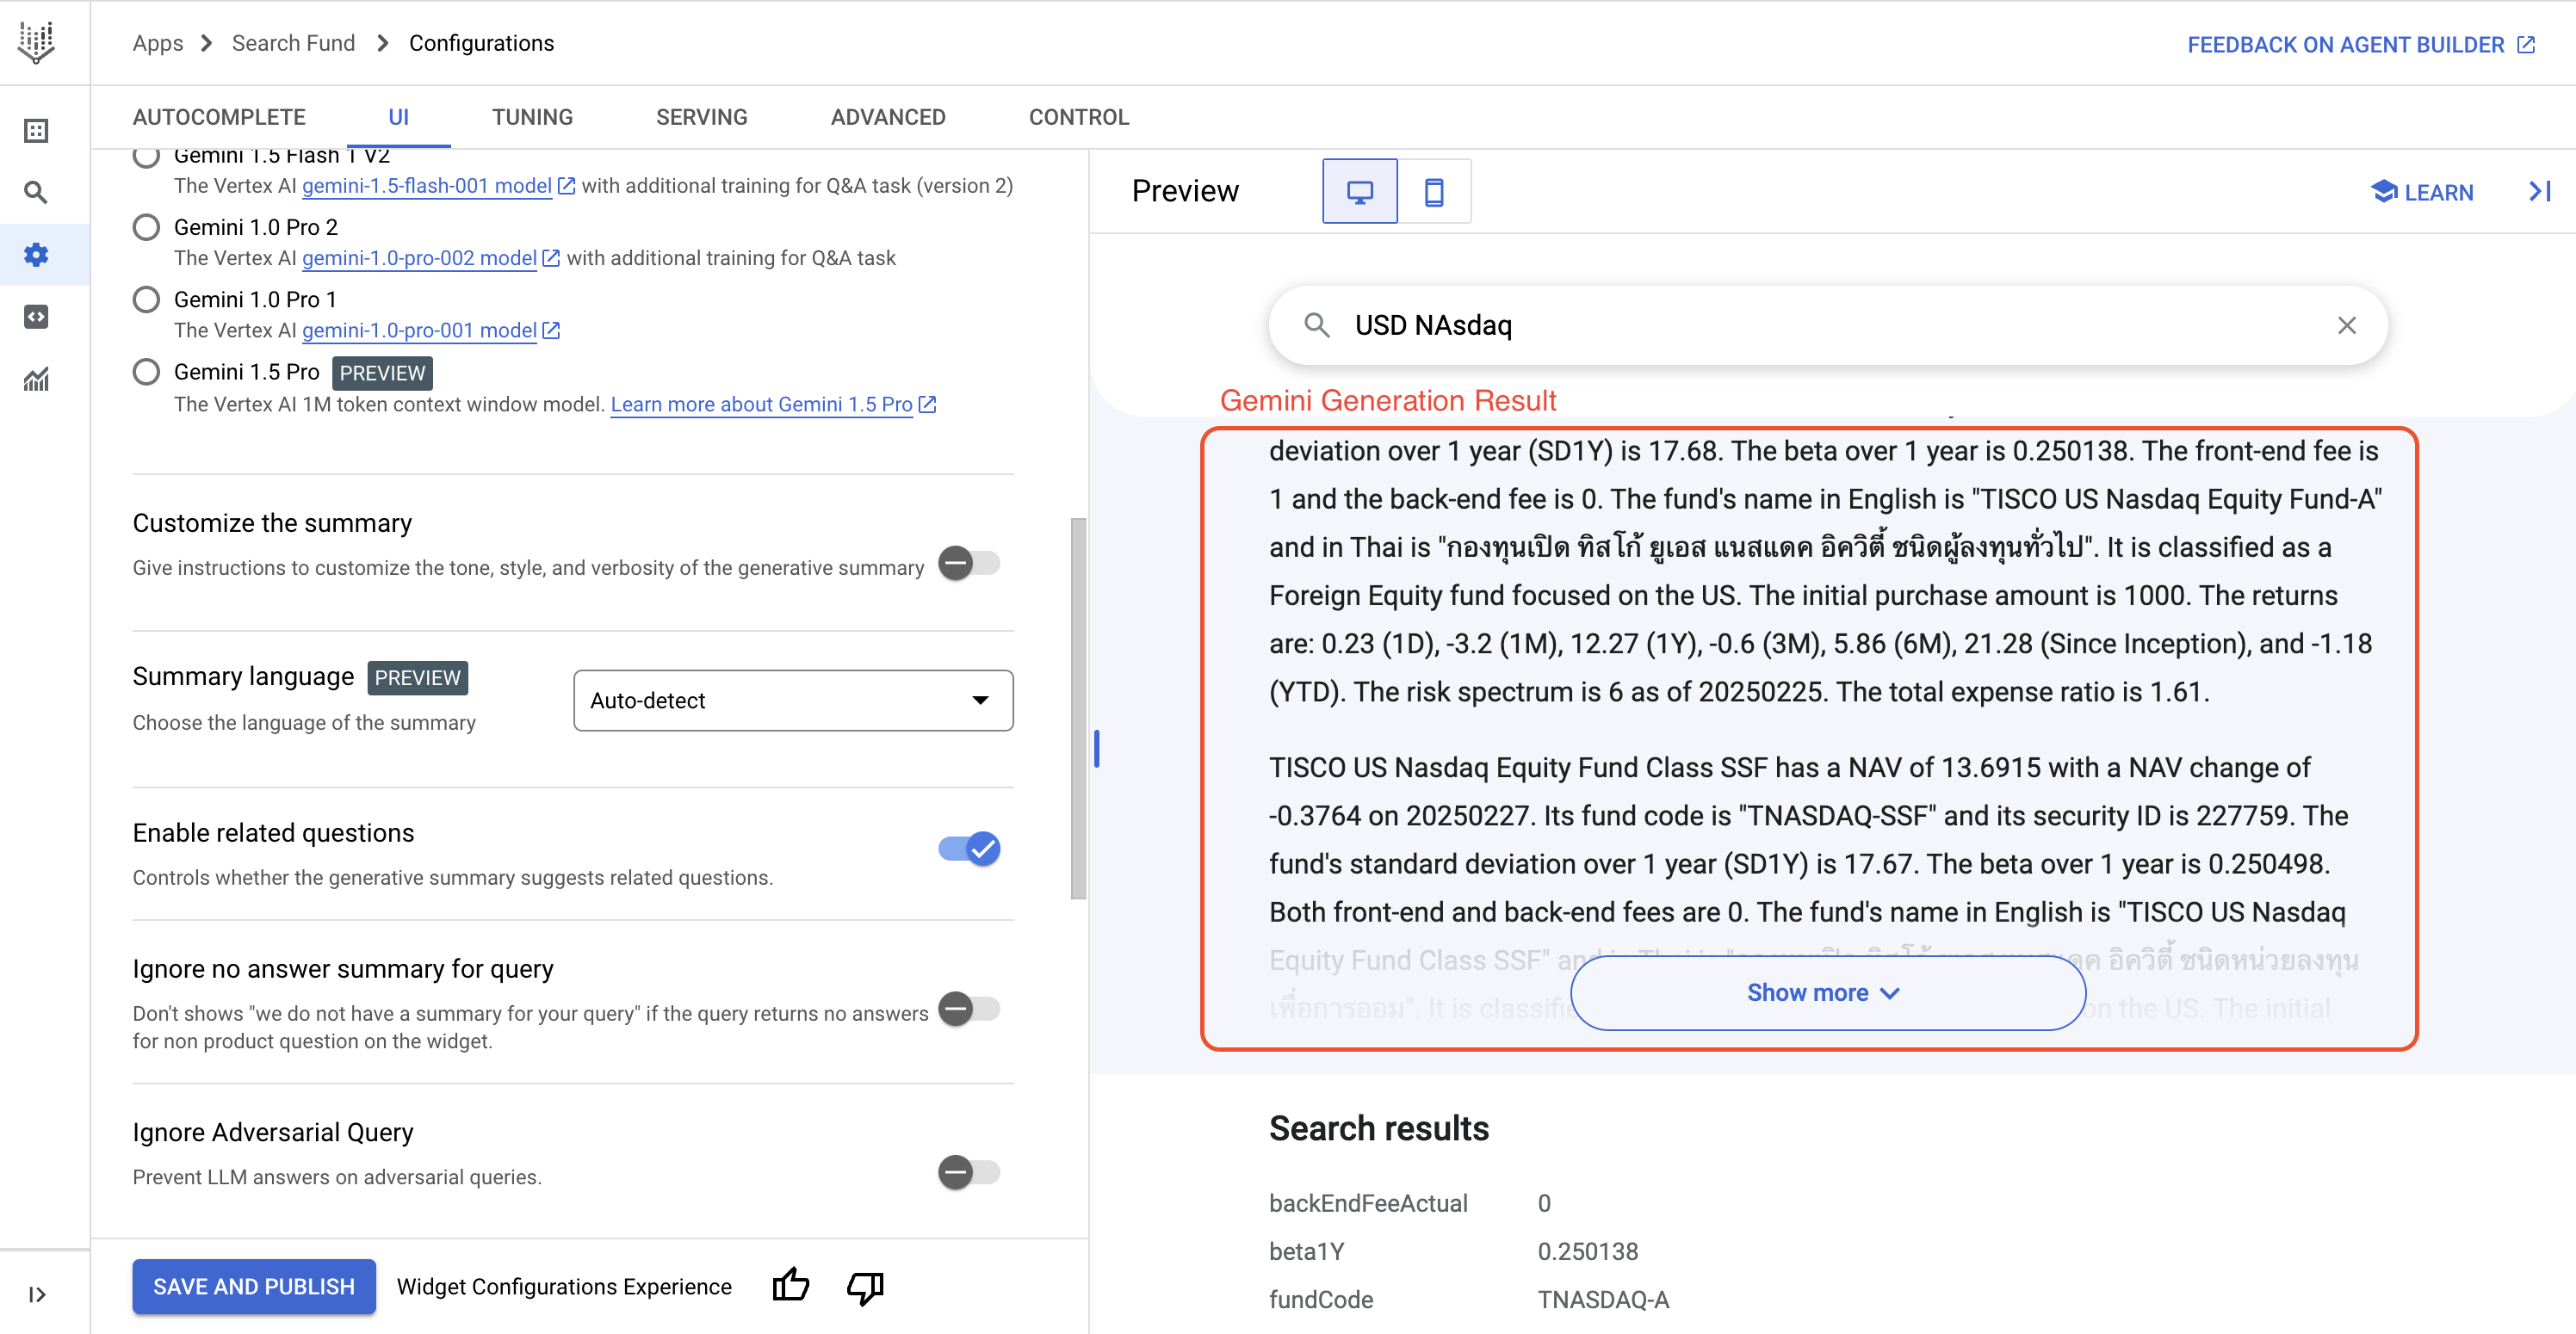 Apps > Search Fund > Configurations
FEEDBACK ON AGENT BUILDER
AUTOCOMPLETE
UI
TUNING
SERVING
ADVANCED
CONTROL
Gemini 1.5 Flash 1 V2
The Vertex AI gemini-1.5-flash-001 model with additional training for Q&A task (version 2)
Gemini 1.0 Pro 2
The Vertex AI gemini-1.0-pro-002 model with additional training for Q&A task
Gemini 1.0 Pro 1
The Vertex AI gemini-1.0-pro-001 model
Gemini 1.5 Pro PREVIEW
The Vertex AI 1M token context window model. Learn more about Gemini 1.5 Pro
Customize the summary
Give instructions to customize the tone, style, and verbosity of the generative summary
Summary language PREVIEW
Choose the language of the summary
Auto-detect
Enable related questions
Controls whether the generative summary suggests related questions.
Ignore no answer summary for query
Don't shows "we do not have a summary for your query" if the query returns no answers
for non product question on the widget.
Ignore Adversarial Query
Prevent LLM answers on adversarial queries.
SAVE AND PUBLISH
Widget Configurations Experience
Preview
LEARN
USD NAsdaq
Gemini Generation Result
deviation over 1 year (SD1Y) is 17.68. The beta over 1 year is 0.250138. The front-end fee is
1 and the back-end fee is 0. The fund's name in English is "TISCO US Nasdaq Equity Fund-A"
and in Thai is "กองทุนเปิด ทิสโก้ ยูเอส แนสแดค อิควิตี้ ชนิดผู้ลงทุนทั่วไป". It is classified as a
Foreign Equity fund focused on the US. The initial purchase amount is 1000. The returns
are: 0.23 (1D), -3.2 (1M), 12.27 (1Y), -0.6 (3M), 5.86 (6M), 21.28 (Since Inception), and -1.18
(YTD). The risk spectrum is 6 as of 20250225. The total expense ratio is 1.61.
TISCO US Nasdaq Equity Fund Class SSF has a NAV of 13.6915 with a NAV change of
-0.3764 on 20250227. Its fund code is "TNASDAQ-SSF" and its security ID is 227759. The
fund's standard deviation over 1 year (SD1Y) is 17.67. The beta over 1 year is 0.250498.
Both front-end and back-end fees are 0. The fund's name in English is "TISCO US Nasdaq
Equity Fund Class SSF" and อิควิตี้ ชนิดหน่วยลงทุน
เพื่อการออม". It is on the US. The initial
Show more
Search results
backEndFeeActual 0
beta1Y 0.250138
fundCode TNASDAQ-A